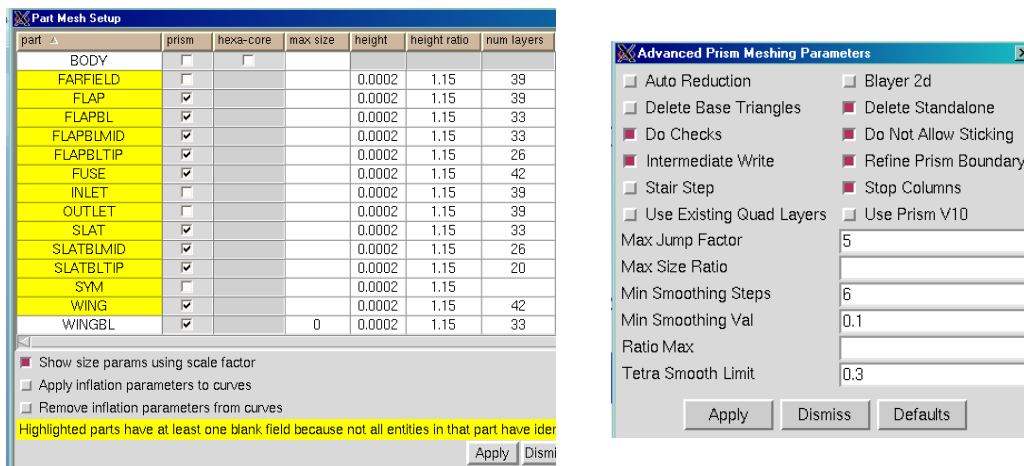 Part Mesh Setup
part prism hexa-core max size height height ratio num layers
BODY
FARFIELD 0.0002 1.15 39
FLAP 0.0002 1.15 39
FLAPBL 0.0002 1.15 33
FLAPBLMID 0.0002 1.15 33
FLAPBLTIP 0.0002 1.15 26
FUSE 0.0002 1.15 42
INLET 0.0002 1.15 39
OUTLET 0.0002 1.15 39
SLAT 0.0002 1.15 33
SLATBLMID 0.0002 1.15 26
SLATBLTIP 0.0002 1.15 20
SYM 0.0002 1.15
WING 0.0002 1.15 42
WINGBL 0 0.0002 1.15 33
Show size params using scale factor
Apply inflation parameters to curves
Remove inflation parameters from curves
Highlighted parts have at least one blank field because not all entities in that part have iden
Apply Dismi
Advanced Prism Meshing Parameters
Auto Reduction Blayer 2d
Delete Base Triangles Delete Standalone
Do Checks Do Not Allow Sticking
Intermediate Write Refine Prism Boundary
Stair Step Stop Columns
Use Existing Quad Layers Use Prism V10
Max Jump Factor 5
Max Size Ratio
Min Smoothing Steps 6
Min Smoothing Val 0.1
Ratio Max
Tetra Smooth Limit 0.3
Apply Dismiss Defaults